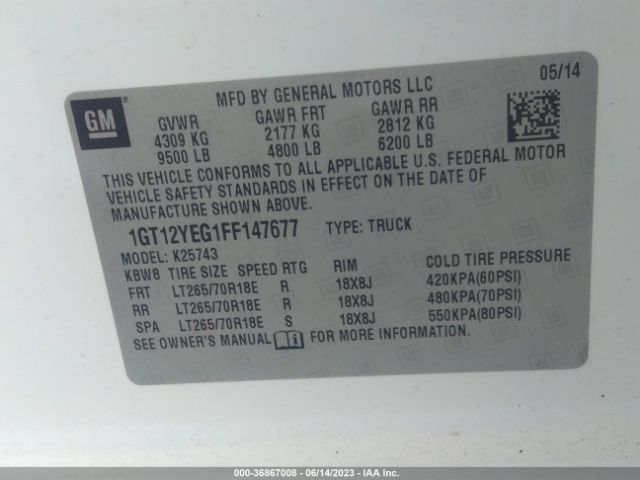 GM
MFD BY GENERAL MOTORS LLC
05/14
GVWR GAWR FRT GAWR RR
4309 KG 2177 KG 2812 KG
9500 LB 4800 LB 6200 LB
THIS VEHICLE CONFORMS TO ALL APPLICABLE U.S. FEDERAL MOTOR
VEHICLE SAFETY STANDARDS IN EFFECT ON THE DATE OF
MANUFACTURE SHOWN ABOVE.
1GT12YEG1FF147677 TYPE: TRUCK
MODEL: K25743
KBW8 TIRE SIZE SPEED RTG RIM COLD TIRE PRESSURE
FRT LT265/70R18E R 18X8J 420KPA(60PSI)
RR LT265/70R18E R 18X8J 480KPA(70PSI)
SPA LT265/70R18E S 18X8J 550KPA(80PSI)
SEE OWNER'S MANUAL FOR MORE INFORMATION.
000-36867008 - 06/14/2023 - IAA Inc.